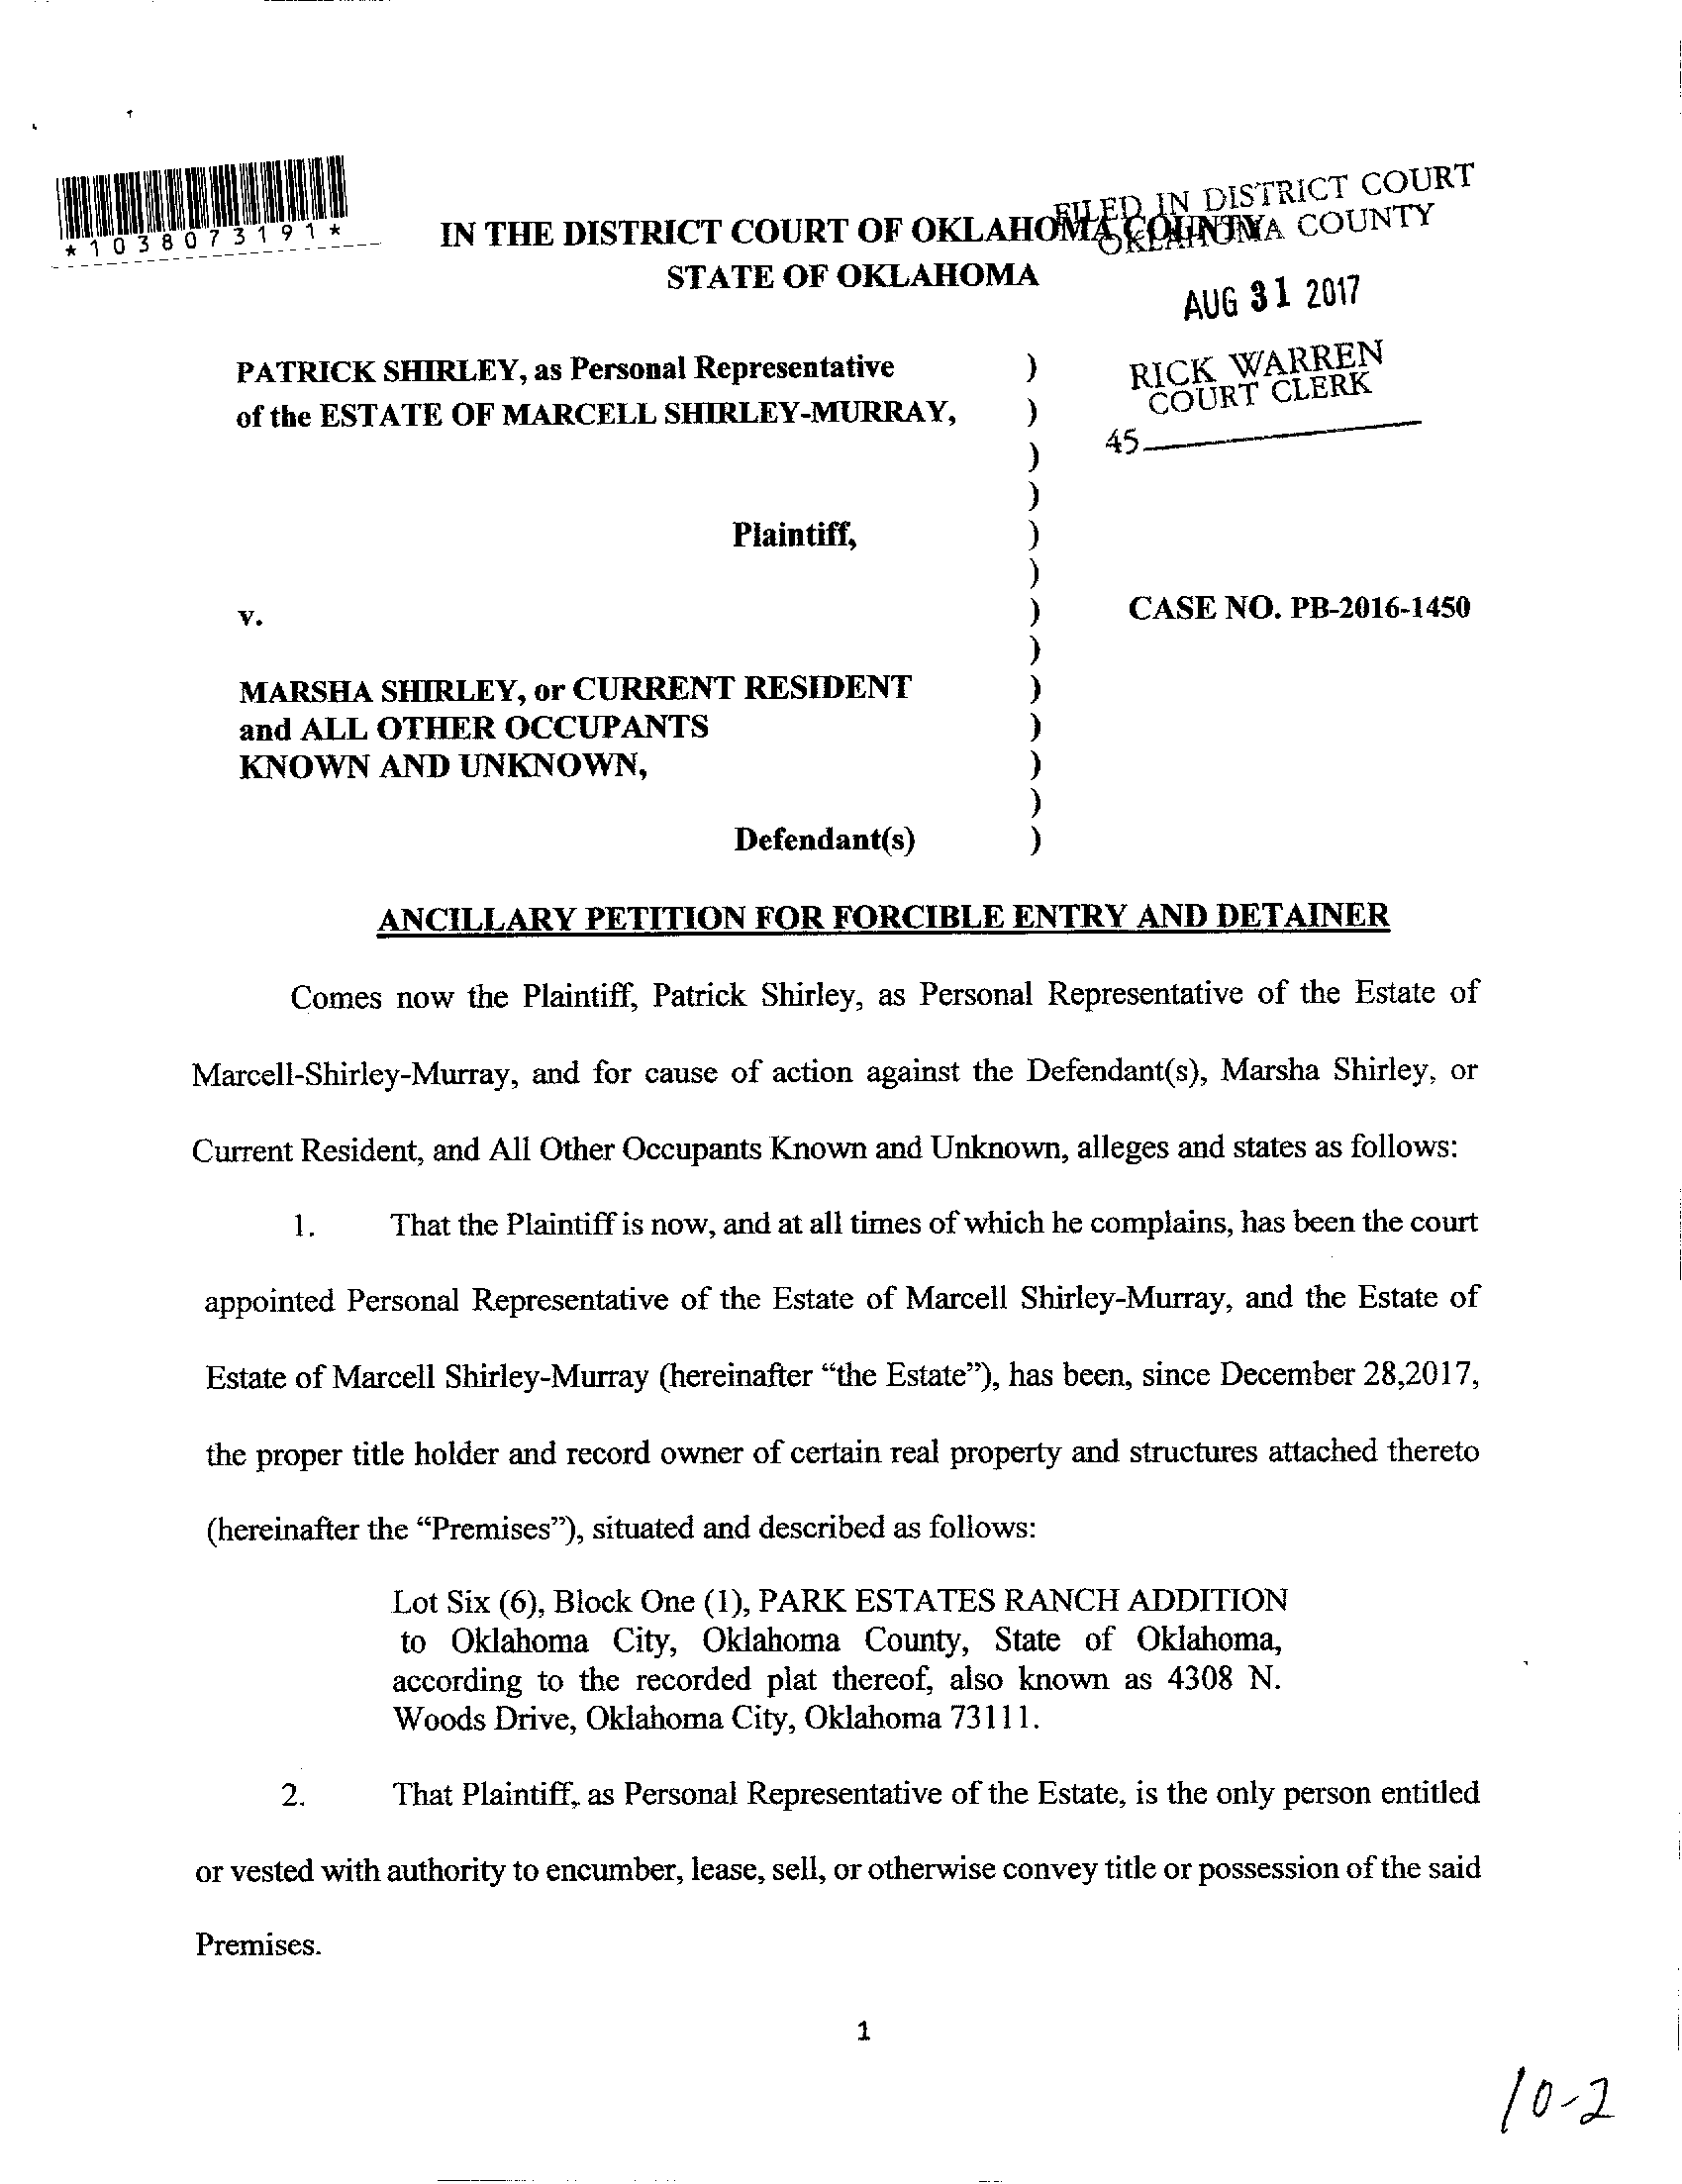 *1038073191*
IN THE DISTRICT COURT OF OKLAHOMA COUNTY
STATE OF OKLAHOMA
FILED IN DISTRICT COURT
OKLAHOMA COUNTY
AUG 31 2017
RICK WARREN
COURT CLERK
45
PATRICK SHIRLEY, as Personal Representative )
of the ESTATE OF MARCELL SHIRLEY-MURRAY, )
)
)
Plaintiff, )
)
v. ) CASE NO. PB-2016-1450
)
MARSHA SHIRLEY, or CURRENT RESIDENT )
and ALL OTHER OCCUPANTS )
KNOWN AND UNKNOWN, )
)
Defendant(s) )
ANCILLARY PETITION FOR FORCIBLE ENTRY AND DETAINER
Comes now the Plaintiff, Patrick Shirley, as Personal Representative of the Estate of
Marcell-Shirley-Murray, and for cause of action against the Defendant(s), Marsha Shirley, or
Current Resident, and All Other Occupants Known and Unknown, alleges and states as follows:
1. That the Plaintiff is now, and at all times of which he complains, has been the court
appointed Personal Representative of the Estate of Marcell Shirley-Murray, and the Estate of
Estate of Marcell Shirley-Murray (hereinafter “the Estate”), has been, since December 28,2017,
the proper title holder and record owner of certain real property and structures attached thereto
(hereinafter the “Premises”), situated and described as follows:
Lot Six (6), Block One (1), PARK ESTATES RANCH ADDITION
to Oklahoma City, Oklahoma County, State of Oklahoma,
according to the recorded plat thereof, also known as 4308 N.
Woods Drive, Oklahoma City, Oklahoma 73111.
2. That Plaintiff, as Personal Representative of the Estate, is the only person entitled
or vested with authority to encumber, lease, sell, or otherwise convey title or possession of the said
Premises.
1
10-2